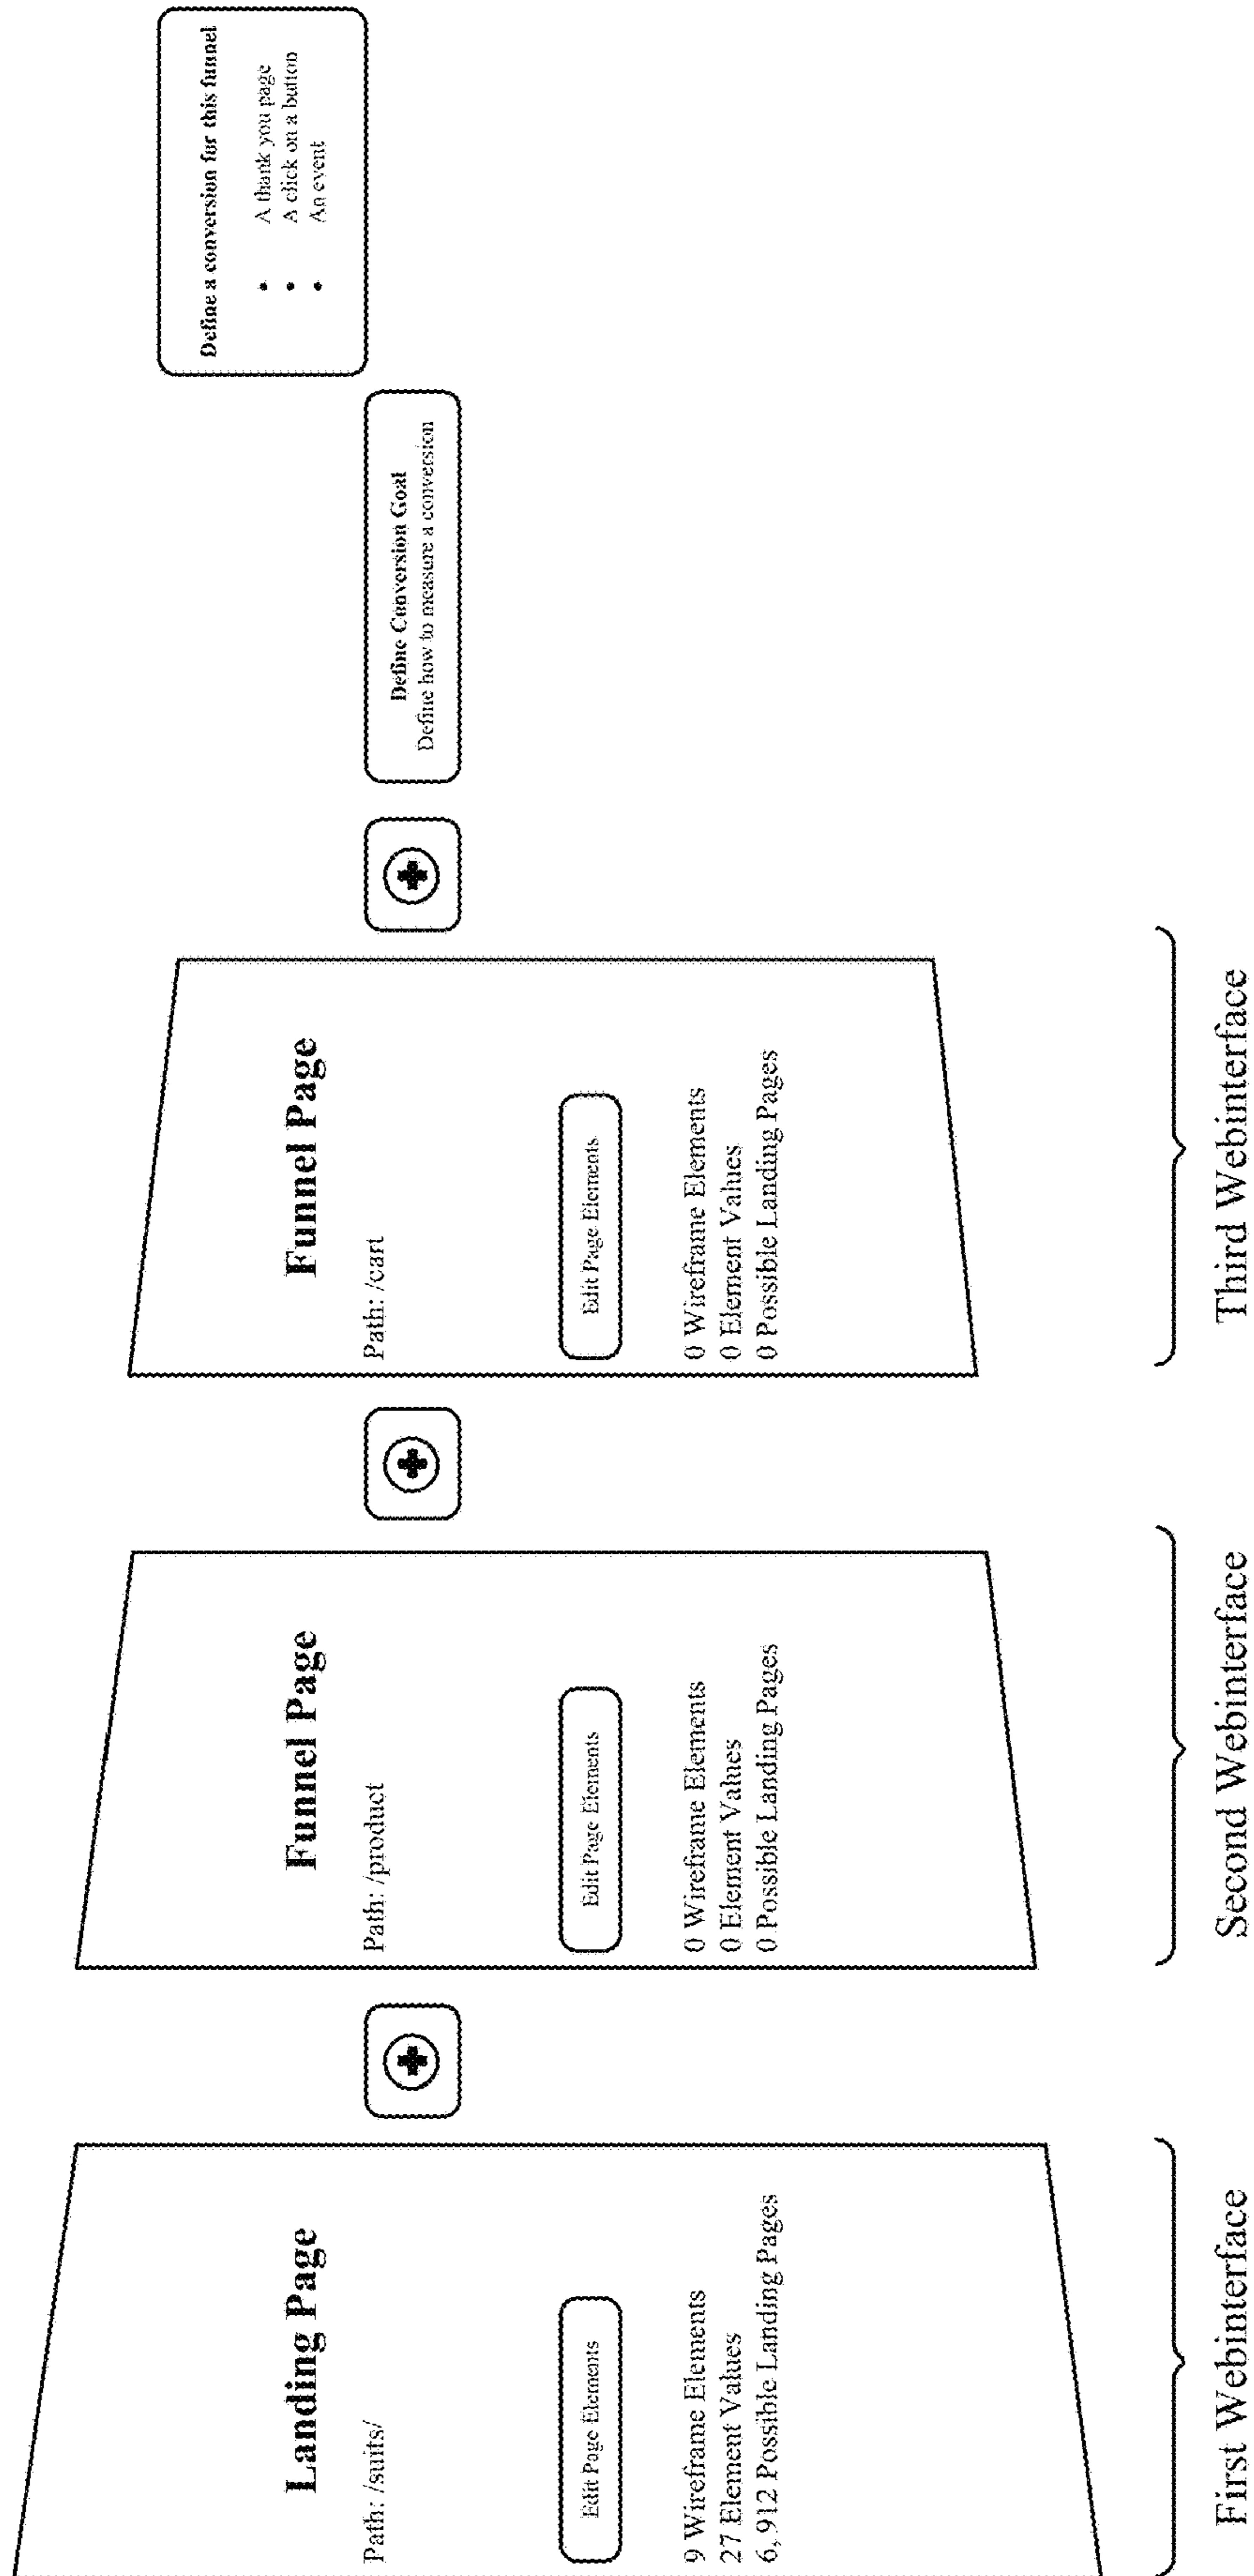 Landing Page
Path: /suits/
Edit Page Elements
9 Wireframe Elements
27 Element Values
6,912 Possible Landing Pages
First Webinterface
Funnel Page
Path: /product
Edit Page Elements
0 Wireframe Elements
0 Element Values
0 Possible Landing Pages
Second Webinterface
Funnel Page
Path: /cart
Edit Page Elements
0 Wireframe Elements
0 Element Values
0 Possible Landing Pages
Third Webinterface
Define Conversion Goal
Define how to measure a conversion
Define a conversion for this funnel
• A thank you page
• A click on a button
• An event